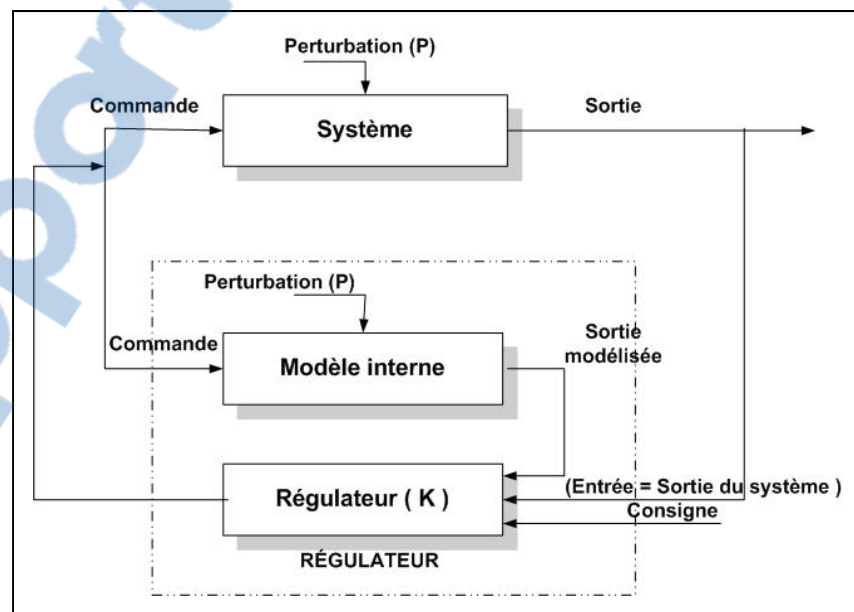 Perturbation (P)
Commande
Système
Sortie
Perturbation (P)
Commande
Modèle interne
Sortie
modélisée
Régulateur ( K )
(Entrée = Sortie du système )
Consigne
RÉGULATEUR